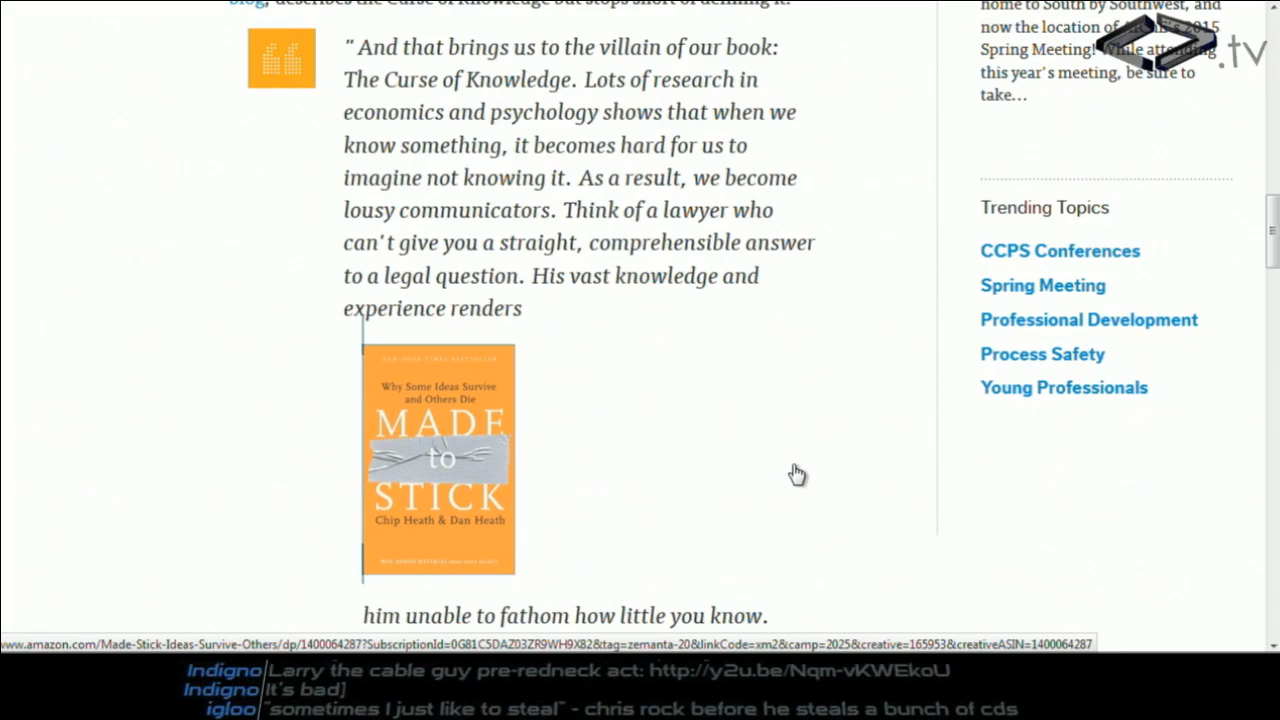 blog, describes the Curse of Knowledge but stops short of defining it:
"And that brings us to the villain of our book:
The Curse of Knowledge. Lots of research in
economics and psychology shows that when we
know something, it becomes hard for us to
imagine not knowing it. As a result, we become
lousy communicators. Think of a lawyer who
can't give you a straight, comprehensible answer
to a legal question. His vast knowledge and
experience renders
NEW YORK TIMES BESTSELLER
Why Some Ideas Survive
and Others Die
MADE
to
STICK
Chip Heath & Dan Heath
him unable to fathom how little you know.
home to South by Southwest, and
now the location of 2015
Spring Meeting! While attending
this year's meeting, be sure to
take...
.tv
Trending Topics
CCPS Conferences
Spring Meeting
Professional Development
Process Safety
Young Professionals
www.amazon.com/Made-Stick-Ideas-Survive-Others/dp/1400064287?SubscriptionId=0G81C5DAZ03ZR9WH9X82&tag=zemanta-20&linkCode=xm2&camp=2025&creative=165953&creativeASIN=1400064287
Indigno Larry the cable guy pre-redneck act: http://y2u.be/Nqm-vKWEkoU
Indigno It's bad]
igloo "sometimes I just like to steal" - chris rock before he steals a bunch of cds